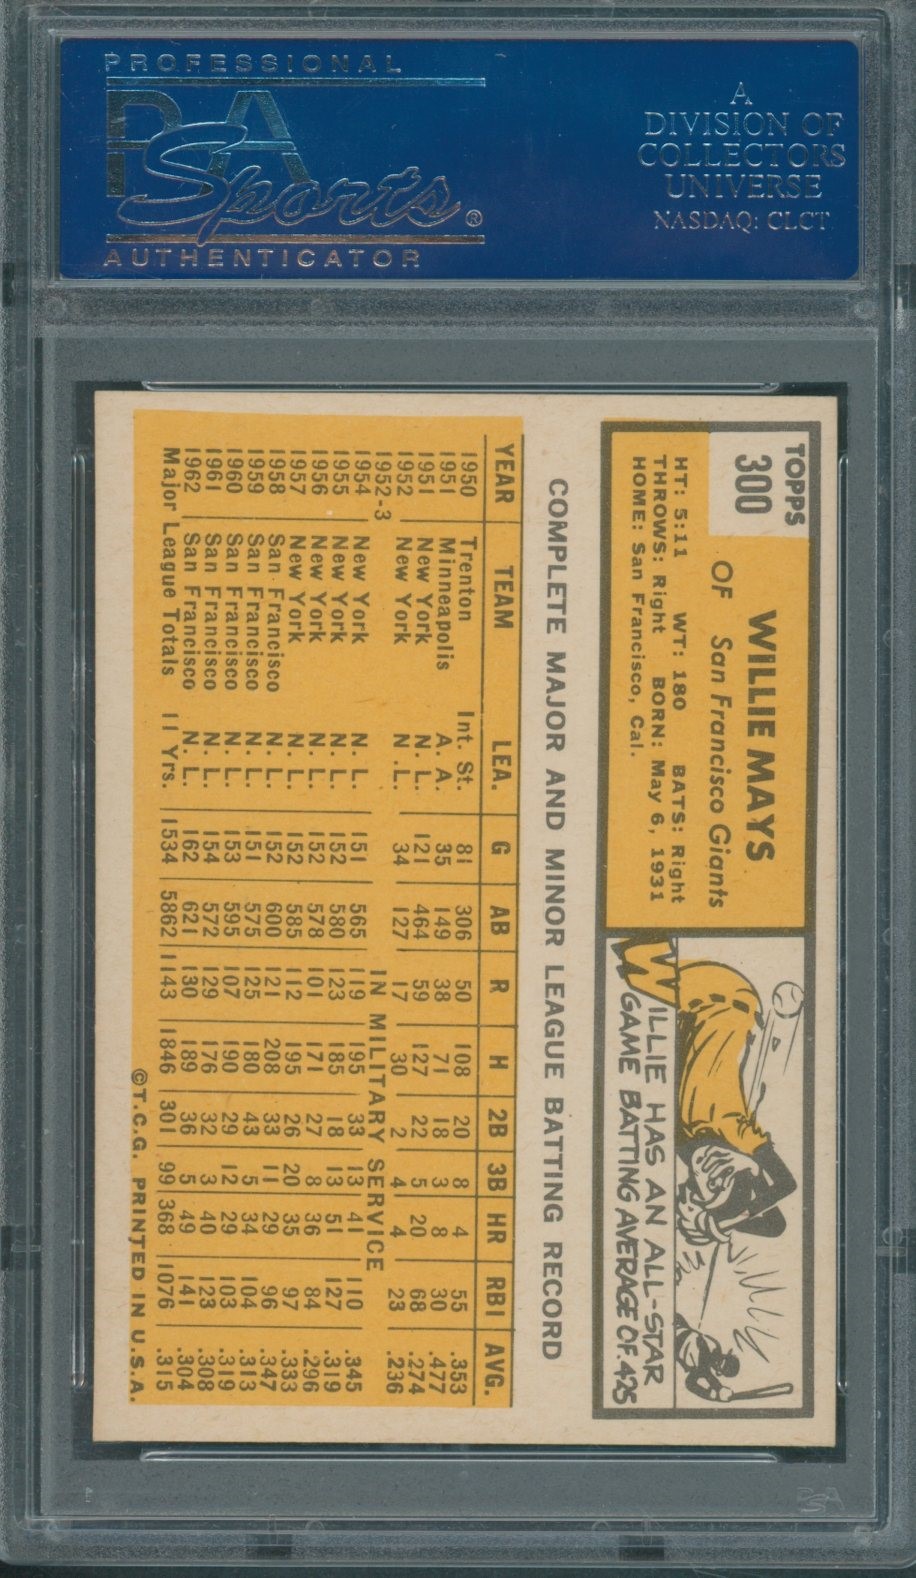 PROFESSIONAL
PSA
Sports®
AUTHENTICATOR
A
DIVISION OF
COLLECTORS
UNIVERSE
NASDAQ: CLCT
TOPPS
300
WILLIE MAYS
OF San Francisco Giants
HT: 5:11 WT: 180 BATS: Right
THROWS: Right BORN: May 6, 1931
HOME: San Francisco, Cal.
WILLIE HAS AN ALL-STAR
GAME BATTING AVERAGE OF .425
COMPLETE MAJOR AND MINOR LEAGUE BATTING RECORD
YEAR TEAM LEA. G AB R H 2B 3B HR RBI AVG.
1950 Trenton Int. St. 81 306 50 108 20 8 4 55 .353
1951 Minneapolis A. A. 35 149 38 71 18 3 8 30 .477
1951 New York N. L. 121 464 59 127 22 5 20 68 .274
1952 New York N. L. 34 127 17 30 2 4 4 23 .236
1952-3 IN MILITARY SERVICE
1954 New York N. L. 151 565 119 195 33 13 41 110 .345
1955 New York N. L. 152 580 123 185 18 13 51 127 .319
1956 New York N. L. 152 578 101 171 27 8 36 84 .296
1957 New York N. L. 152 585 112 195 26 20 35 97 .333
1958 San Francisco N. L. 152 600 121 208 33 11 29 96 .347
1959 San Francisco N. L. 151 575 125 180 43 5 34 104 .313
1960 San Francisco N. L. 153 595 107 190 29 12 29 103 .319
1961 San Francisco N. L. 154 572 129 176 32 3 40 123 .308
1962 San Francisco N. L. 162 621 130 189 36 5 49 141 .304
Major League Totals 11 Yrs. 1534 5862 1143 1846 301 99 368 1076 .315
©T.C.G. PRINTED IN U.S.A.
PSA